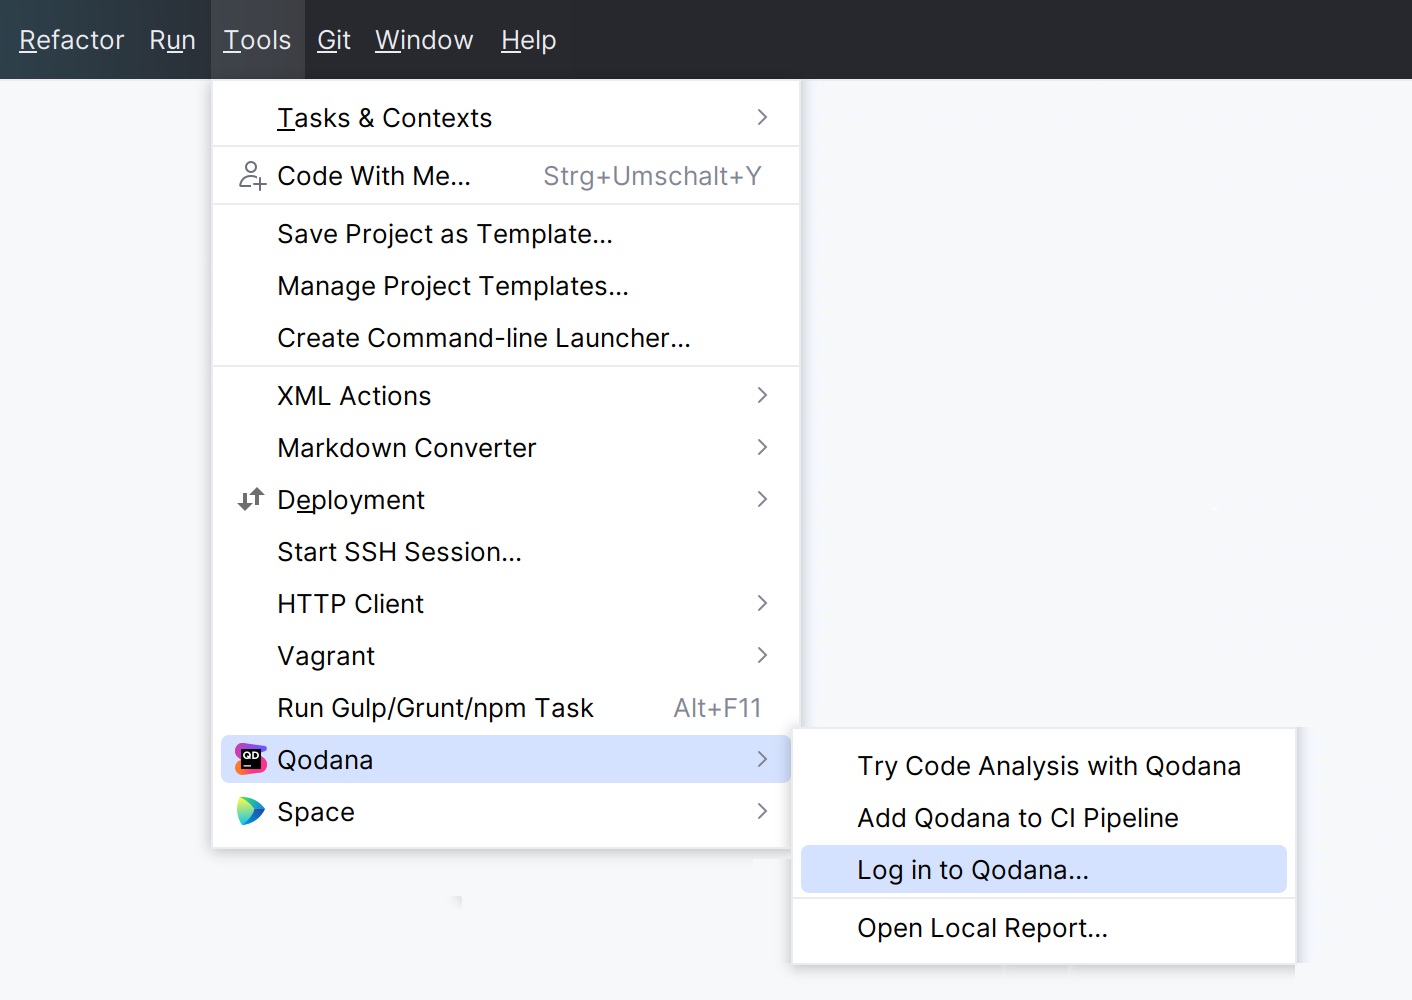 Refactor Run Tools Git Window Help
Tasks & Contexts
Code With Me... Strg+Umschalt+Y
Save Project as Template...
Manage Project Templates...
Create Command-line Launcher...
XML Actions
Markdown Converter
Deployment
Start SSH Session...
HTTP Client
Vagrant
Run Gulp/Grunt/npm Task Alt+F11
QD Qodana
Space
Try Code Analysis with Qodana
Add Qodana to CI Pipeline
Log in to Qodana...
Open Local Report...